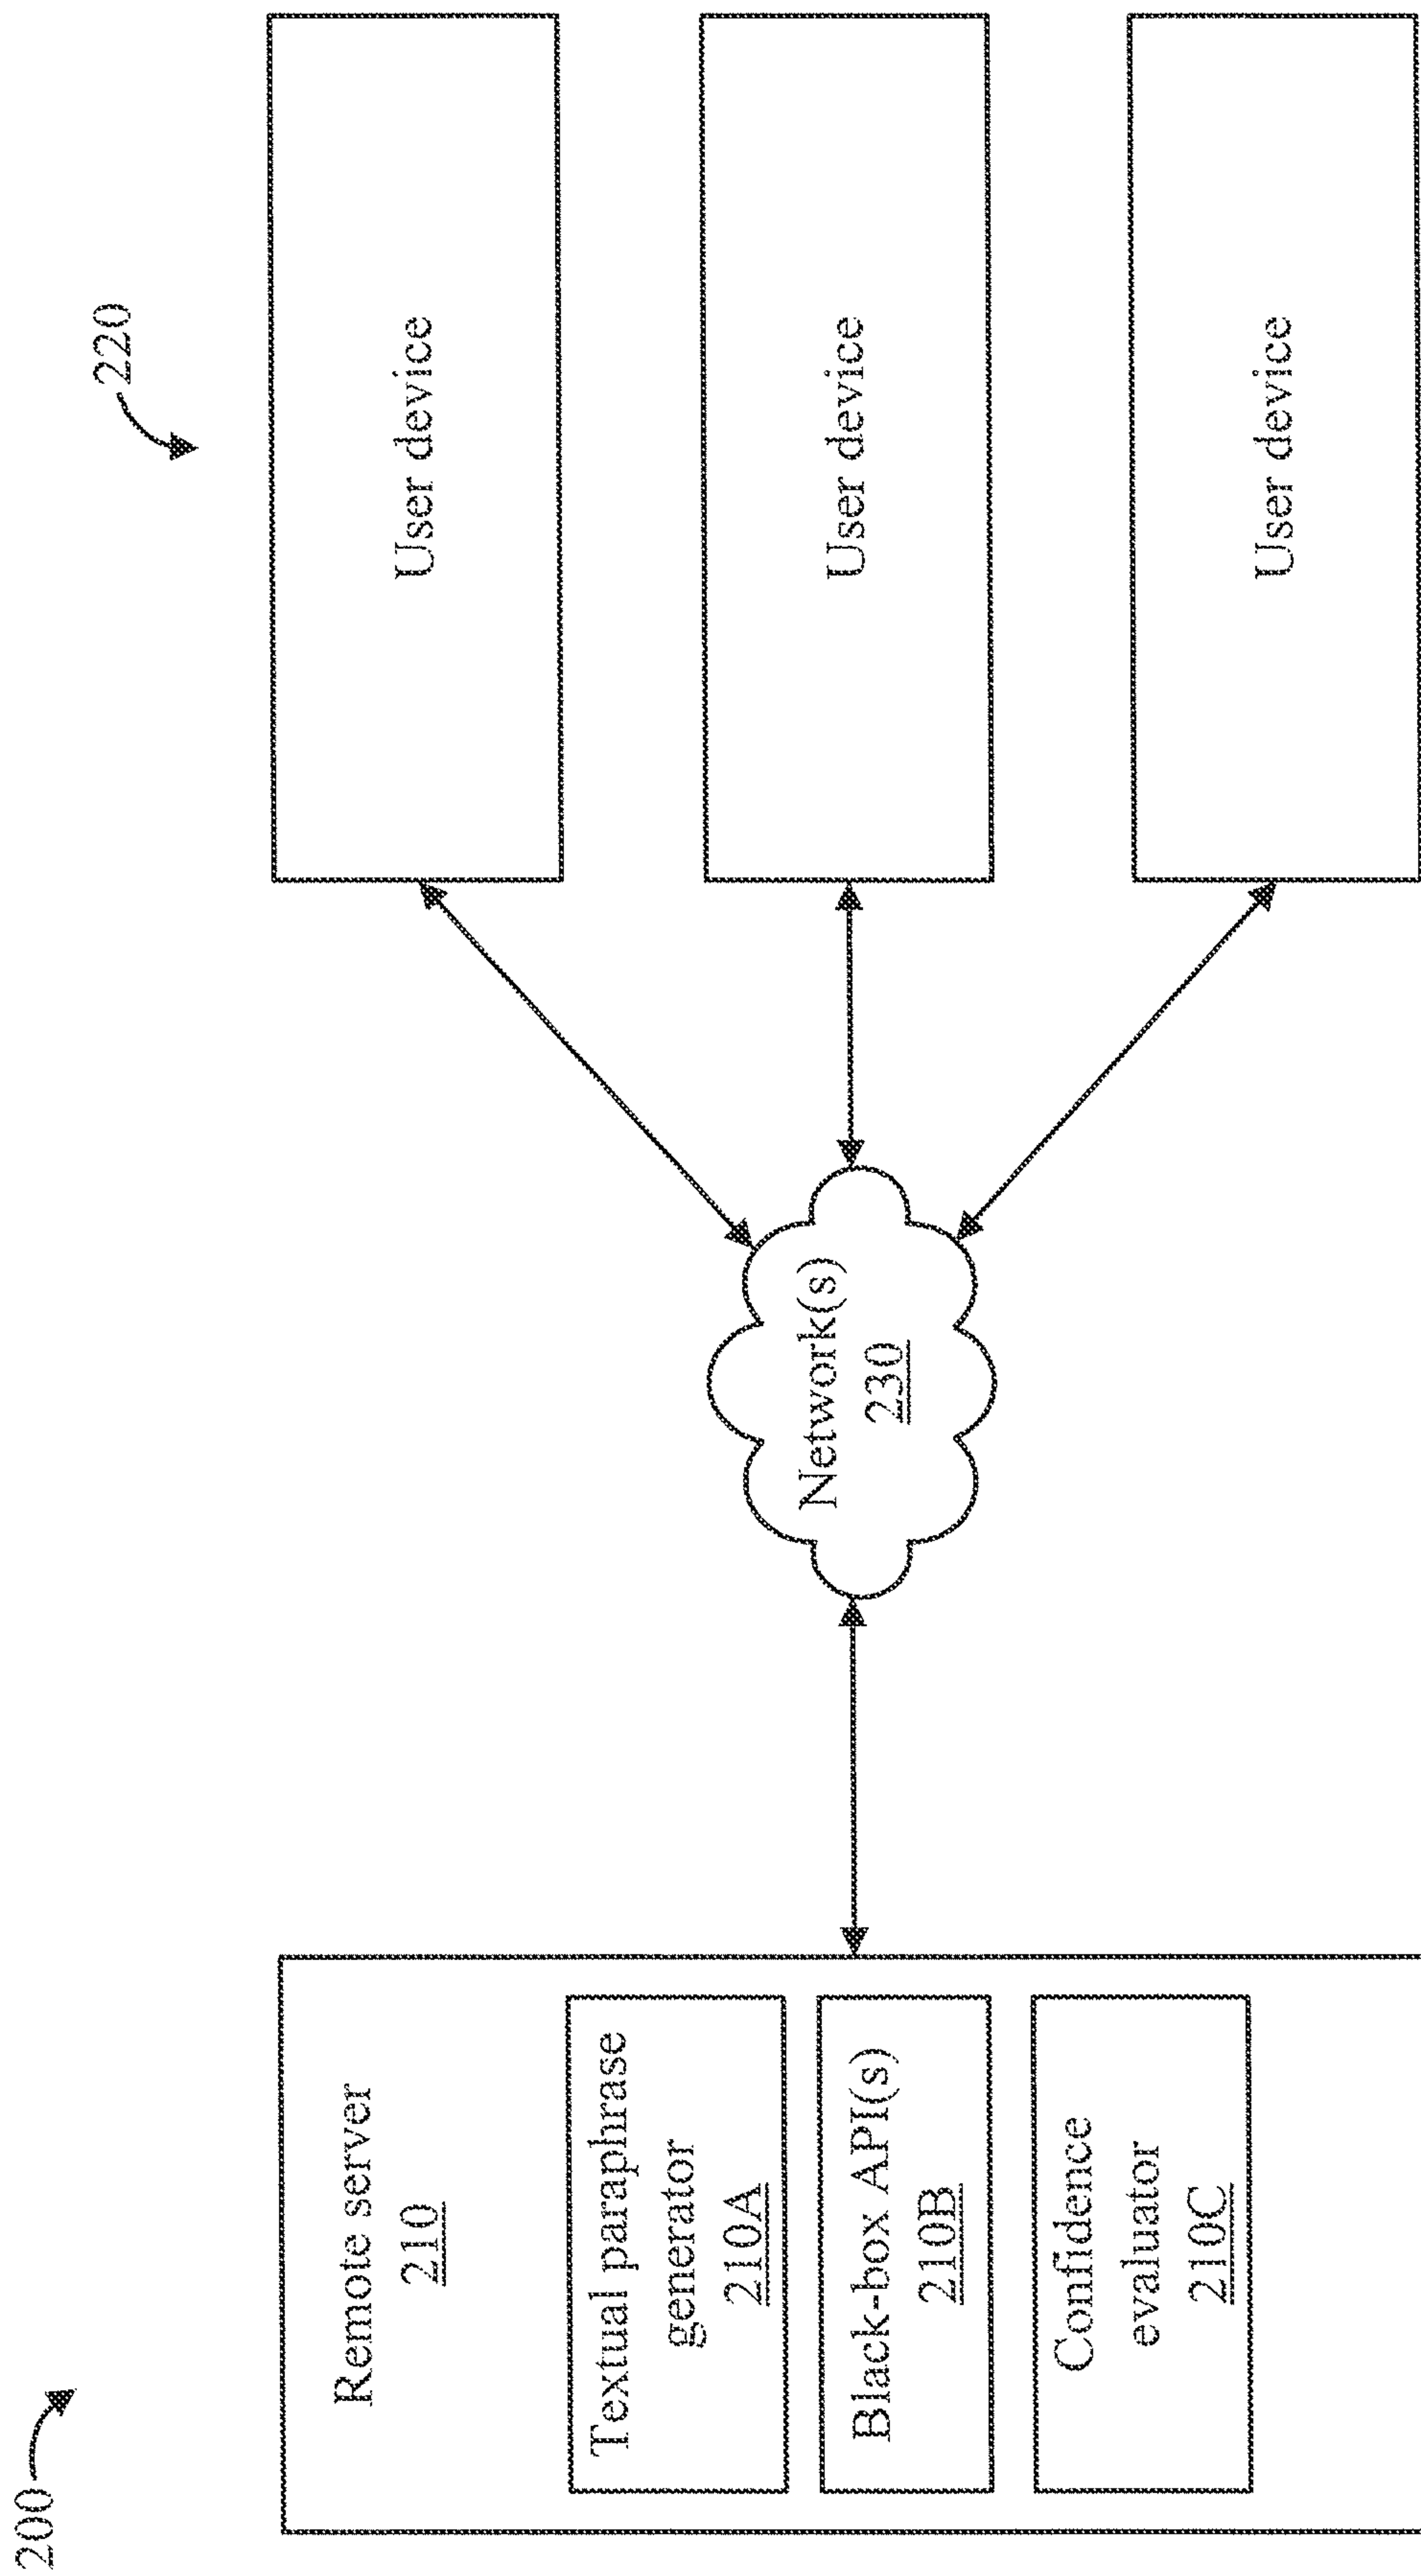 200
Remote server
210
Textual paraphrase
generator
210A
Black-box API(s)
210B
Confidence
evaluator
210C
Network(s)
230
220
User device
User device
User device